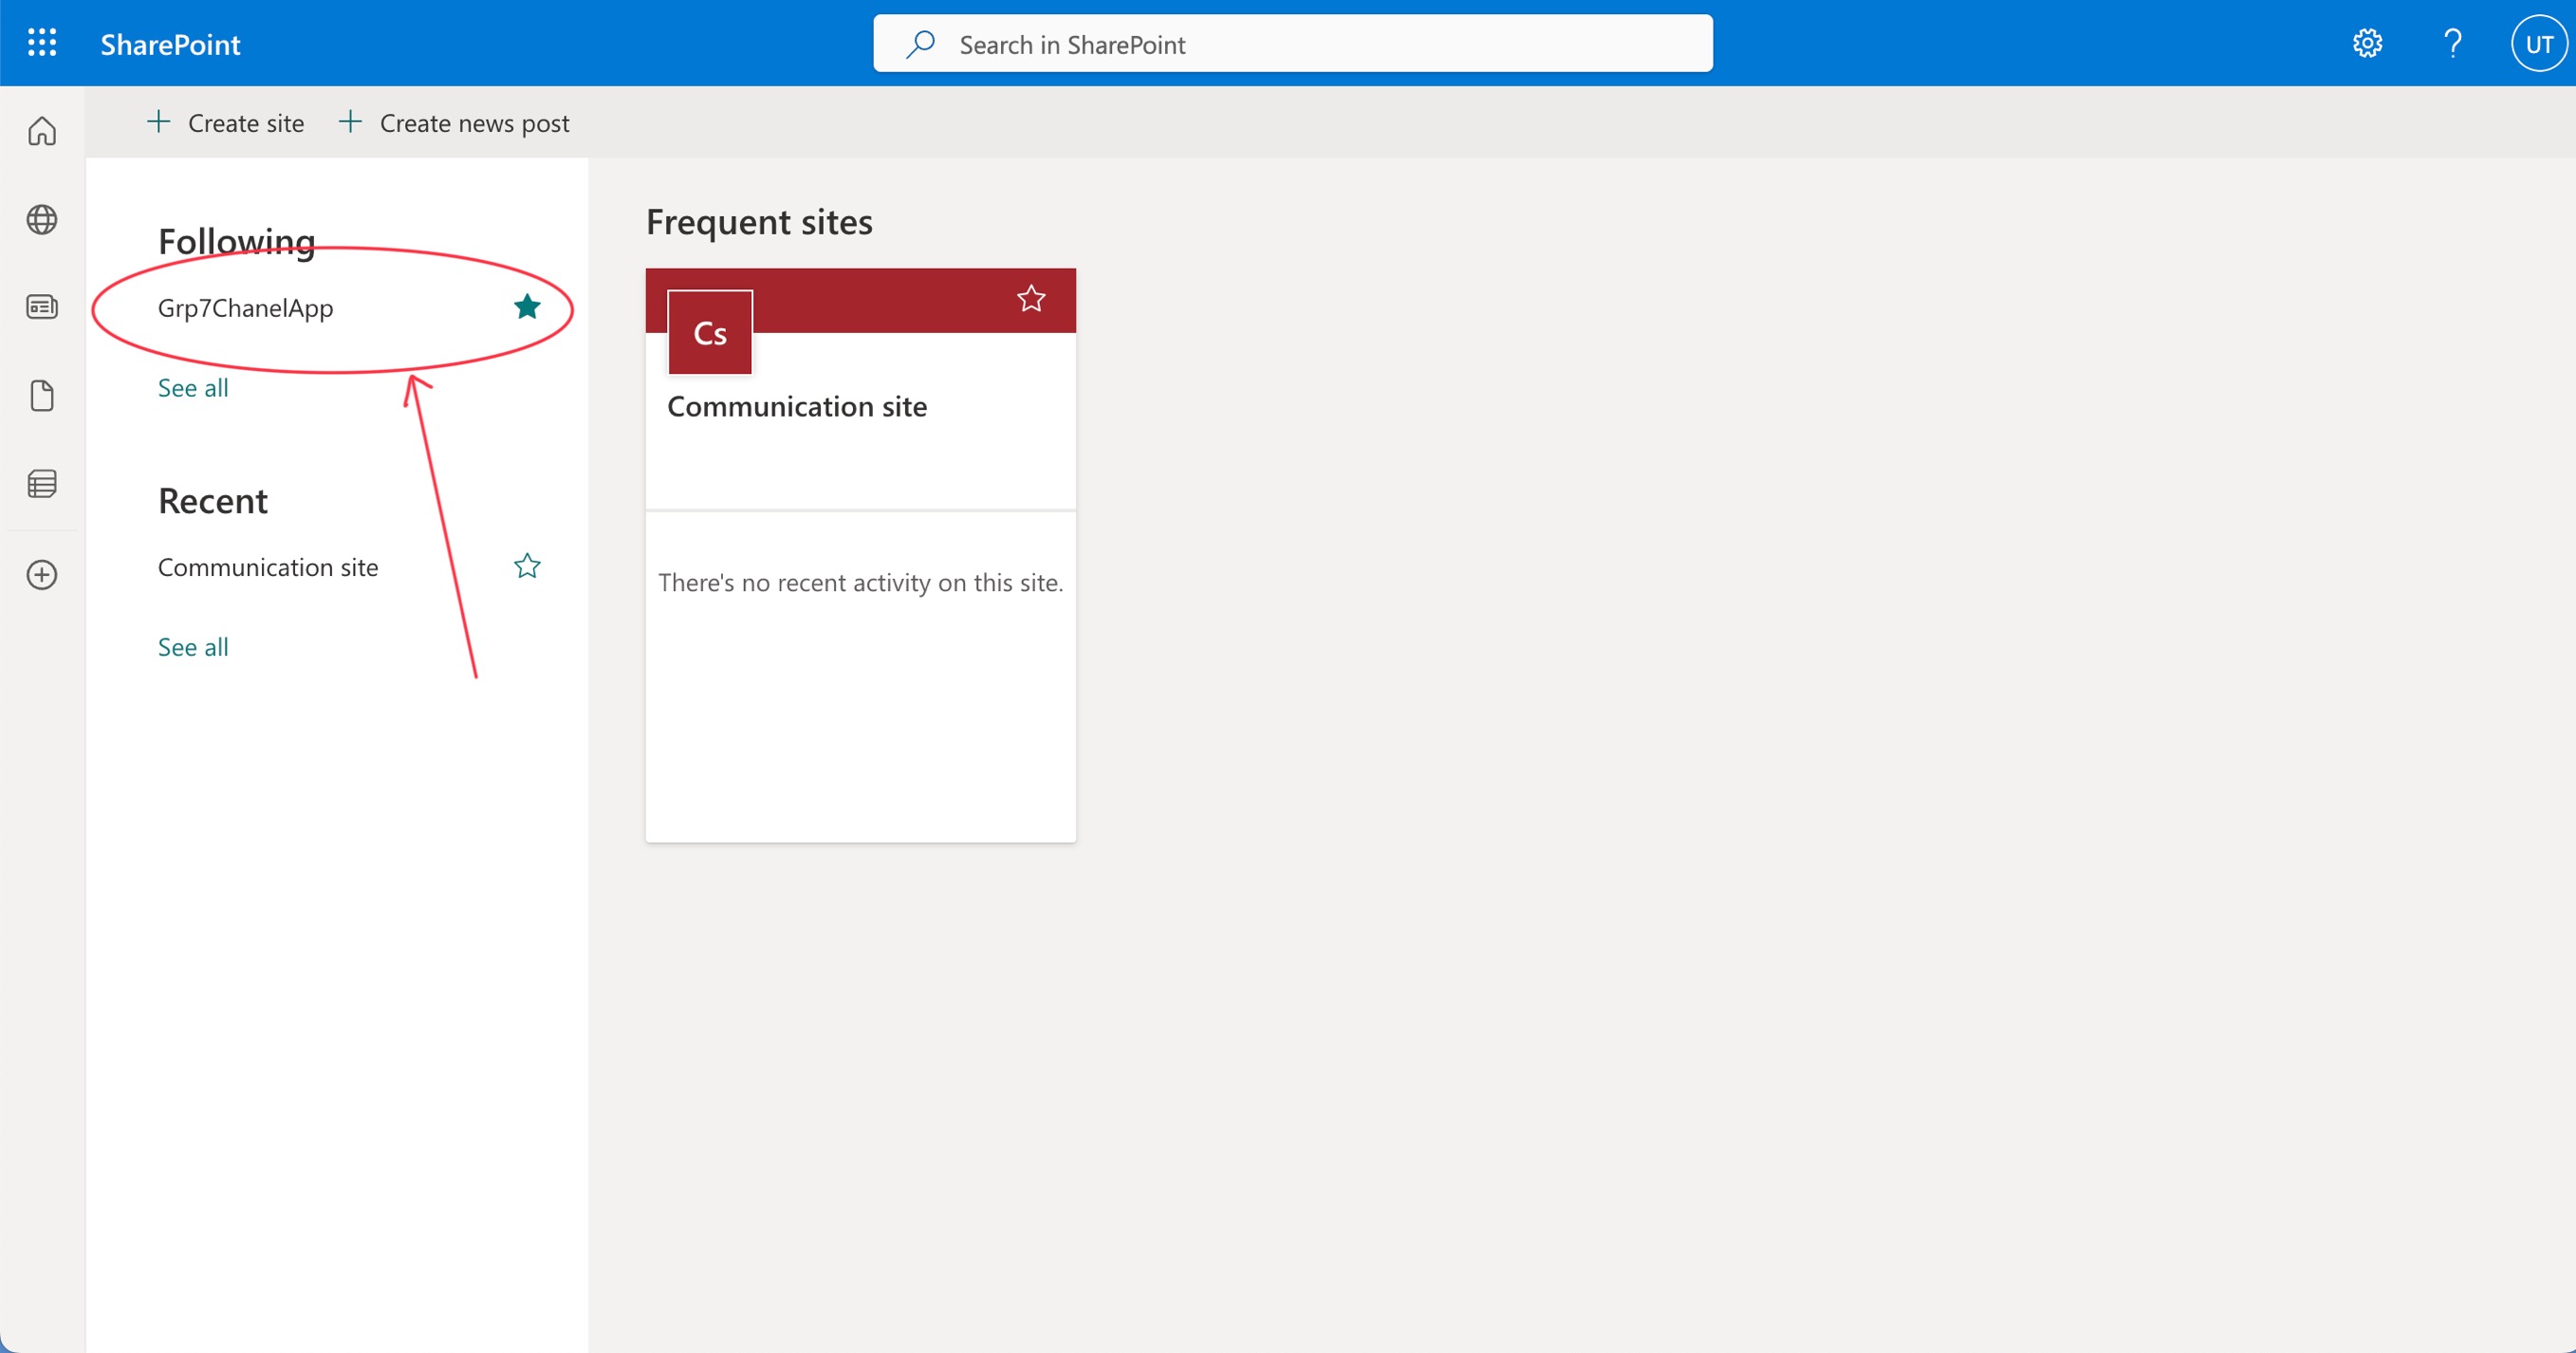 SharePoint
Search in SharePoint
?
UT
+ Create site + Create news post
Following
Grp7ChanelApp
See all
Recent
Communication site
See all
Frequent sites
Cs
Communication site
There's no recent activity on this site.